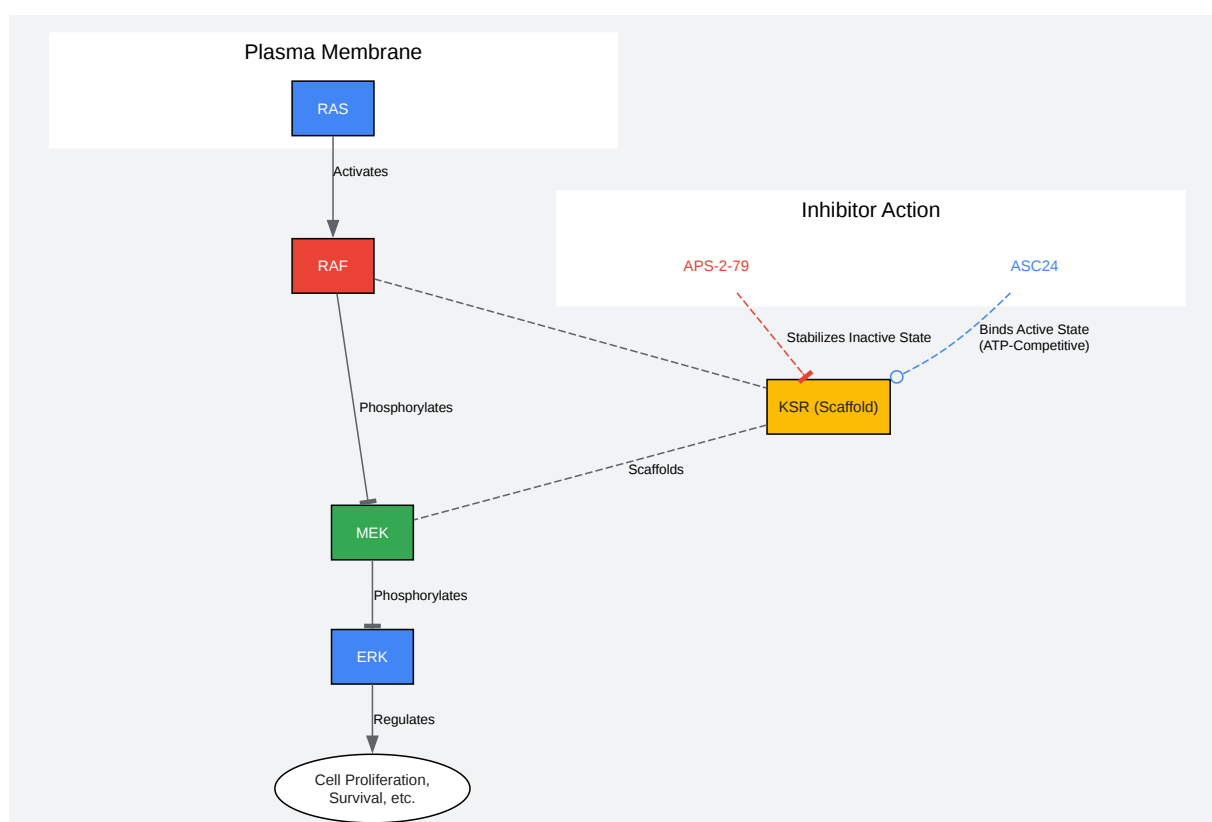 Plasma Membrane
RAS
Activates
Inhibitor Action
RAF
APS-2-79
ASC24
Stabilizes Inactive State
Binds Active State
(ATP-Competitive)
Phosphorylates
KSR (Scaffold)
Scaffolds
MEK
Phosphorylates
ERK
Regulates
Cell Proliferation,
Survival, etc.